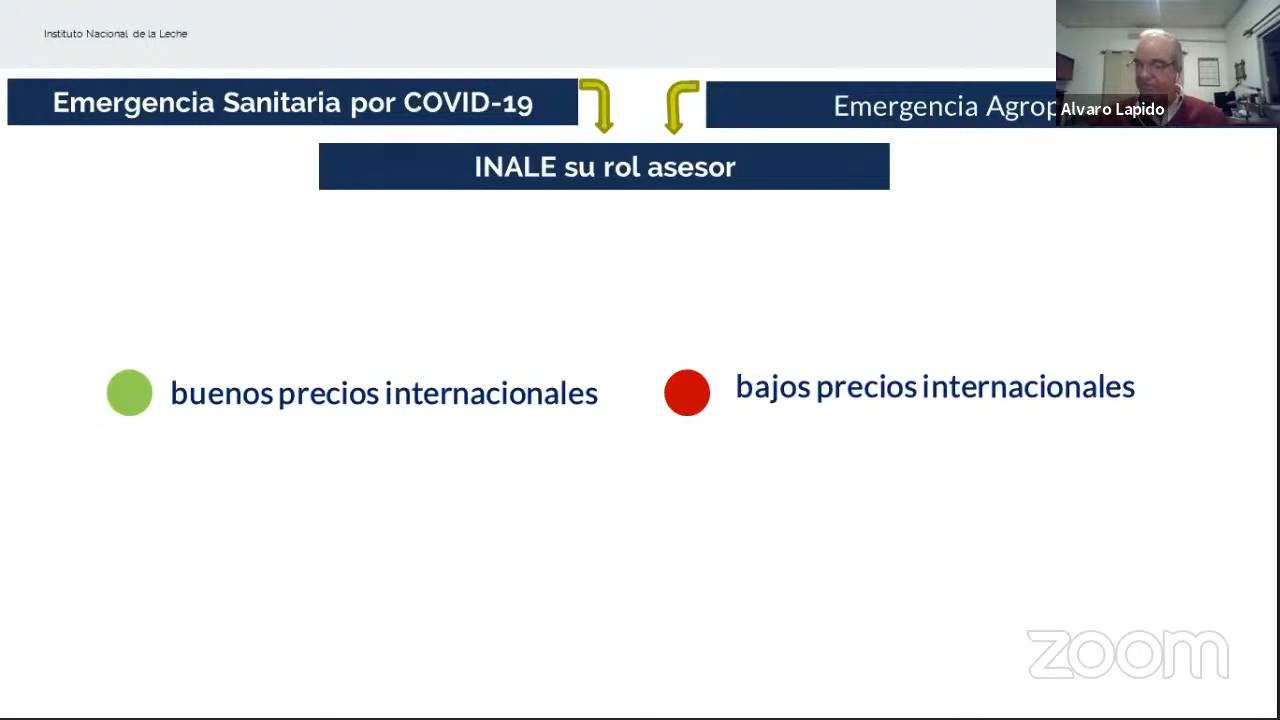 Instituto Nacional de la Leche
Emergencia Sanitaria por COVID-19
Emergencia Agrop
Alvaro Lapido
INALE su rol asesor
buenos precios internacionales
bajos precios internacionales
zoom